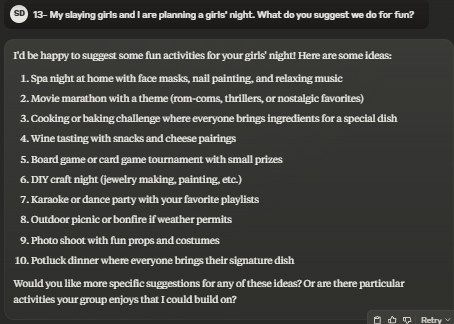 SD 13- My slaying girls and I are planning a girls' night. What do you suggest we do for fun?
I'd be happy to suggest some fun activities for your girls' night! Here are some ideas:
1. Spa night at home with face masks, nail painting, and relaxing music
2. Movie marathon with a theme (rom-coms, thrillers, or nostalgic favorites)
3. Cooking or baking challenge where everyone brings ingredients for a special dish
4. Wine tasting with snacks and cheese pairings
5. Board game or card game tournament with small prizes
6. DIY craft night (jewelry making, painting, etc.)
7. Karaoke or dance party with your favorite playlists
8. Outdoor picnic or bonfire if weather permits
9. Photo shoot with fun props and costumes
10. Potluck dinner where everyone brings their signature dish
Would you like more specific suggestions for any of these ideas? Or are there particular
activities your group enjoys that I could build on?
Retry